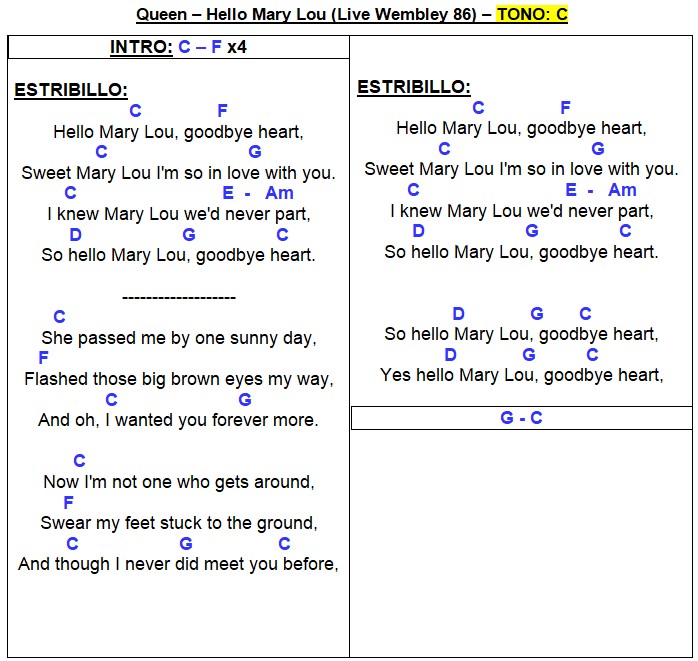 Queen – Hello Mary Lou (Live Wembley 86) – TONO: C
INTRO: C – F x4
ESTRIBILLO:
C F
Hello Mary Lou, goodbye heart,
C G
Sweet Mary Lou I'm so in love with you.
C E - Am
I knew Mary Lou we'd never part,
D G C
So hello Mary Lou, goodbye heart.
-------------------
C
She passed me by one sunny day,
F
Flashed those big brown eyes my way,
C G
And oh, I wanted you forever more.
C
Now I'm not one who gets around,
F
Swear my feet stuck to the ground,
C G C
And though I never did meet you before,
ESTRIBILLO:
C F
Hello Mary Lou, goodbye heart,
C G
Sweet Mary Lou I'm so in love with you.
C E - Am
I knew Mary Lou we'd never part,
D G C
So hello Mary Lou, goodbye heart.
D G C
So hello Mary Lou, goodbye heart,
D G C
Yes hello Mary Lou, goodbye heart,
G - C